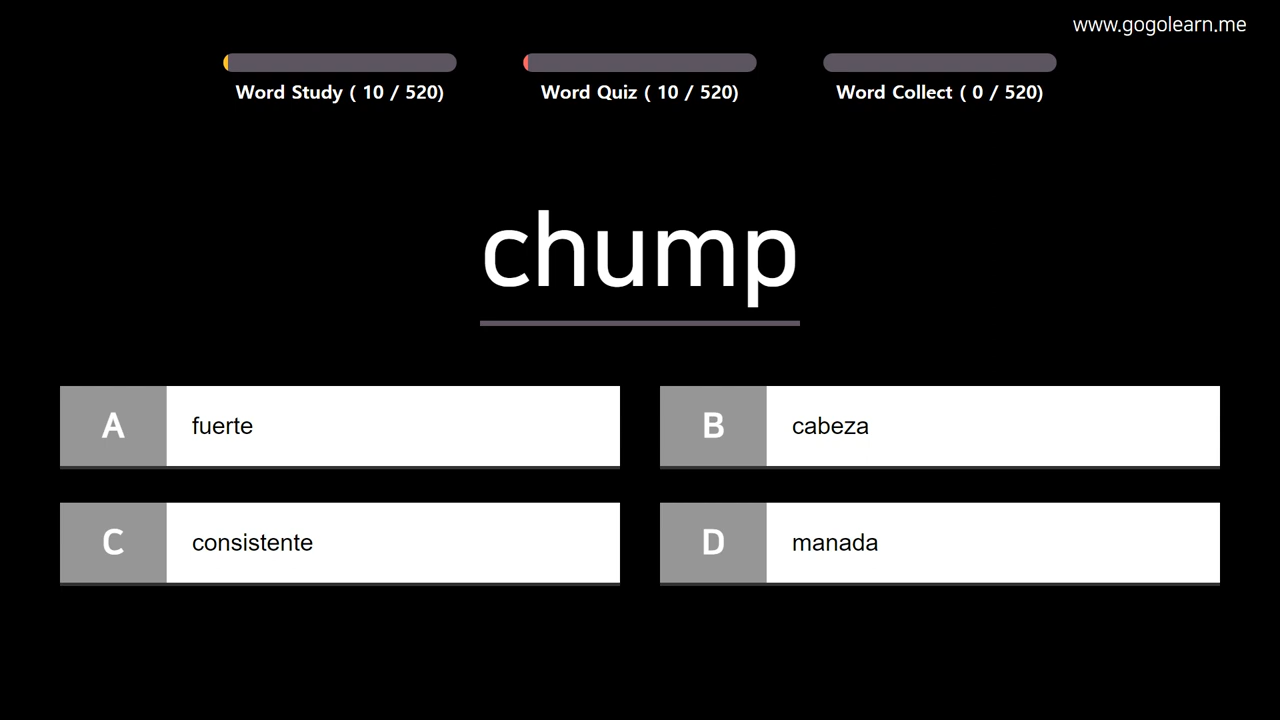 www.gogolearn.me
Word Study ( 10 / 520)
Word Quiz ( 10 / 520)
Word Collect ( 0 / 520)
chump
A fuerte
B cabeza
C consistente
D manada